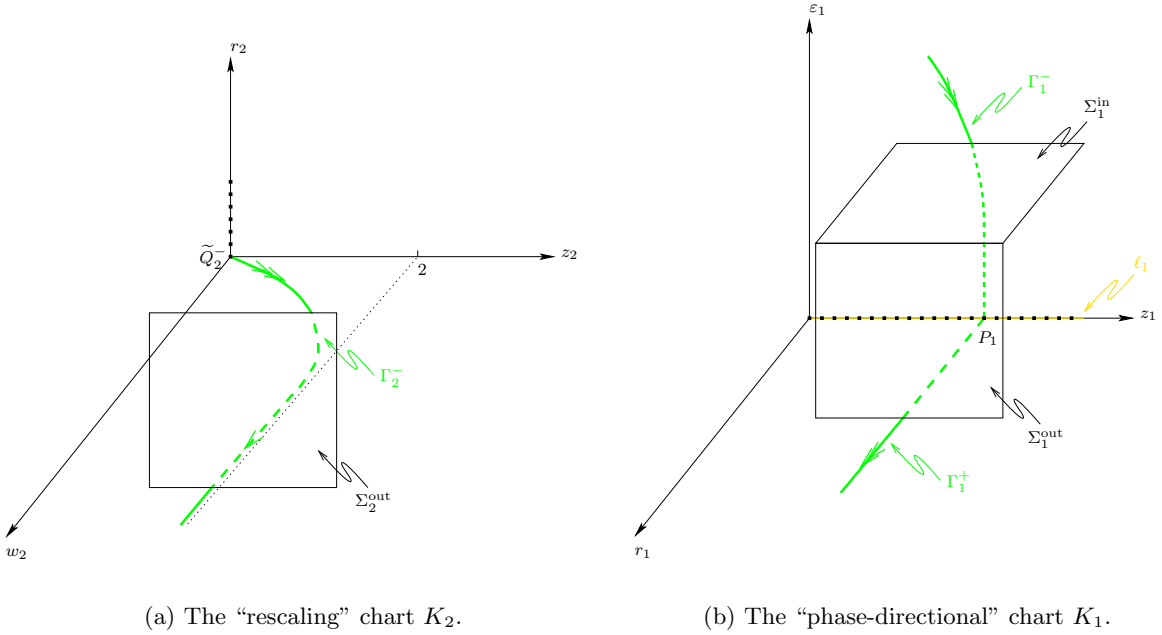 r₂
z₂
2
Q̃₂⁻
Γ₂⁻
Σ₂ᵒᵘᵗ
w₂
(a) The “rescaling” chart K₂.
ε₁
Γ₁⁻
Σ₁ⁱⁿ
ℓ₁
z₁
P₁
Σ₁ᵒᵘᵗ
Γ₁⁺
r₁
(b) The “phase-directional” chart K₁.